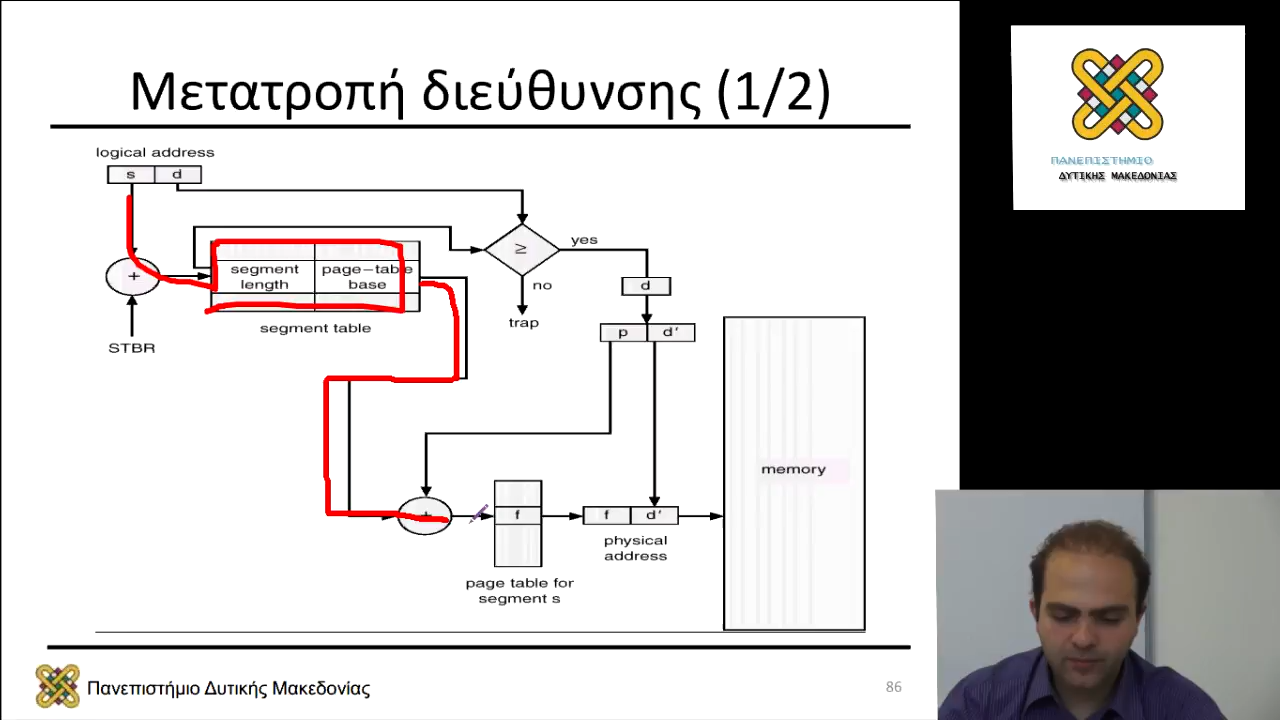 Μετατροπή διεύθυνσης (1/2)
logical address
s d
≥
yes
+
segment length
page-table base
no
d
trap
segment table
p d′
STBR
memory
+
f
f d′
physical address
page table for segment s
Πανεπιστήμιο Δυτικής Μακεδονίας
86
ΠΑΝΕΠΙΣΤΗΜΙΟ
ΔΥΤΙΚΗΣ ΜΑΚΕΔΟΝΙΑΣ